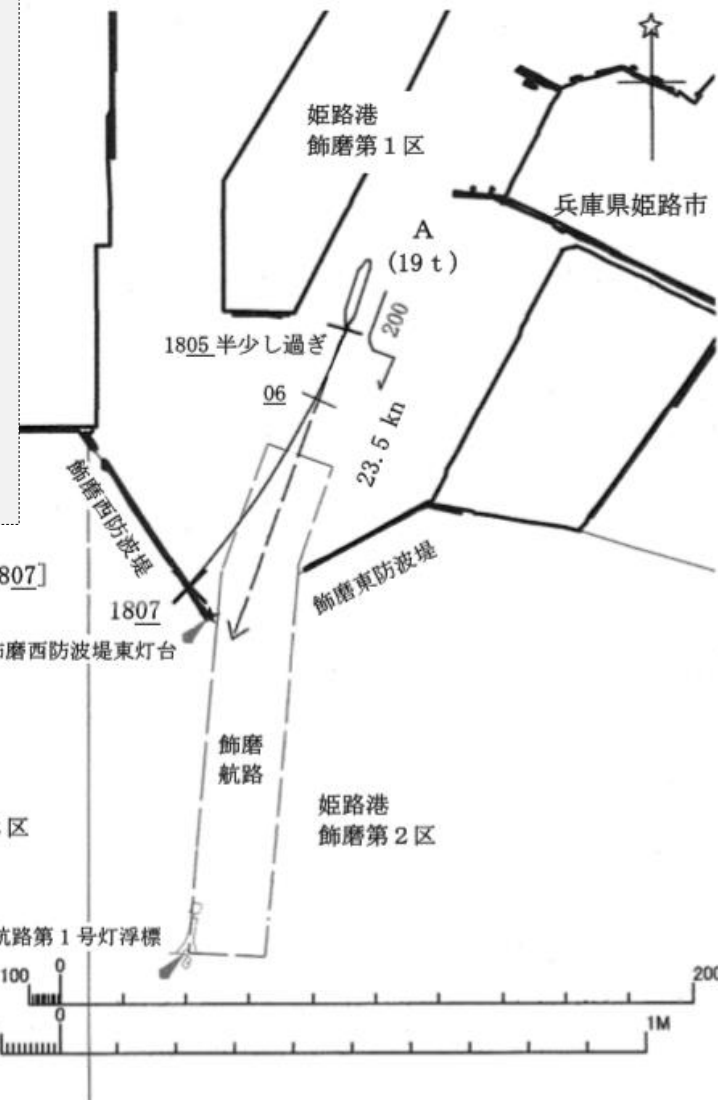 姫路港
飾磨第1区
兵庫県姫路市
A
(19 t)
1805 半少し過ぎ
200
06
23.5 kn
飾磨西防波堤
807]
飾磨東防波堤
1807
磨西防波堤東灯台
飾磨
航路
姫路港
飾磨第2区
区
航路第1号灯浮標
100
0
200
0
1M